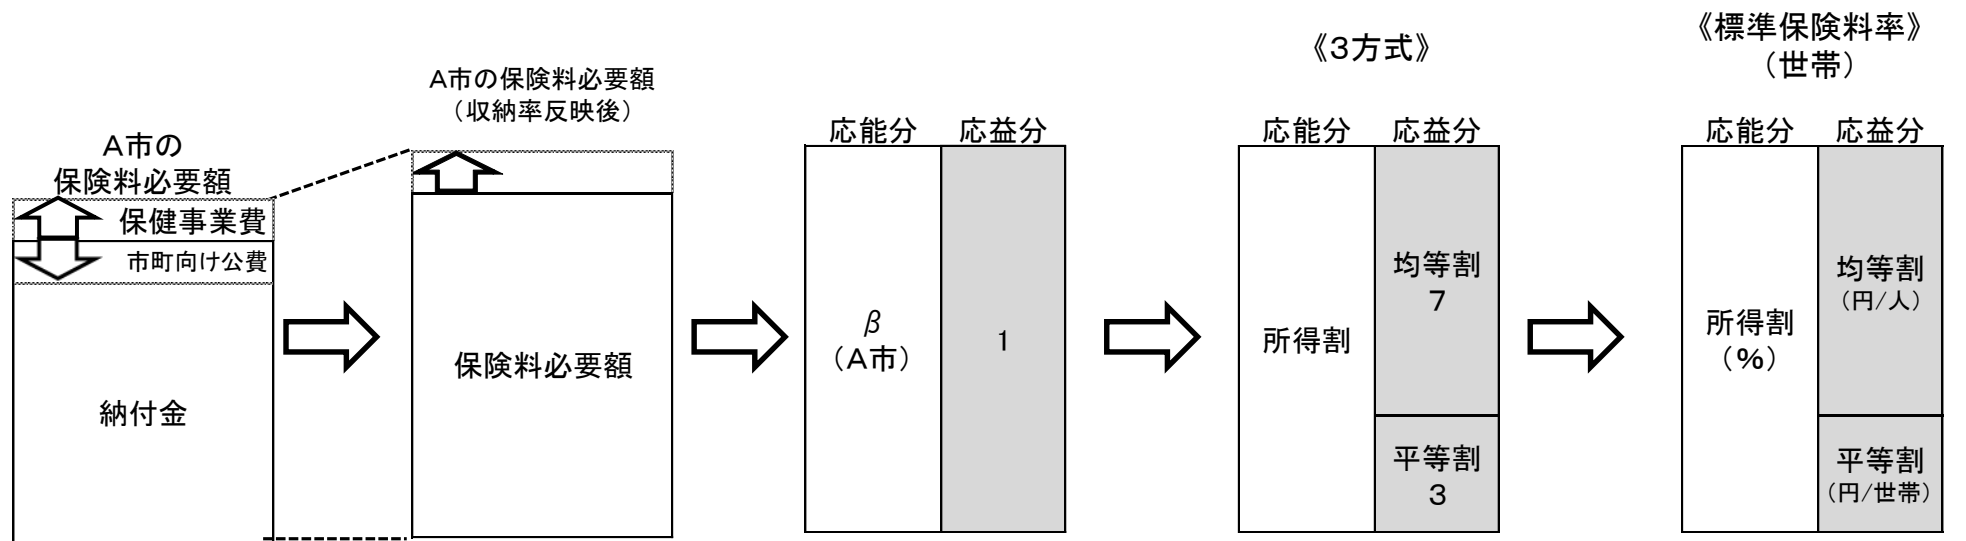 A市の
保険料必要額
保健事業費
市町向け公費
納付金
A市の保険料必要額
（収納率反映後）
保険料必要額
応能分
応益分
β
（A市）
1
《3方式》
応能分
応益分
所得割
均等割
7
平等割
3
《標準保険料率》
（世帯）
応能分
応益分
所得割
（%）
均等割
（円/人）
平等割
（円/世帯）